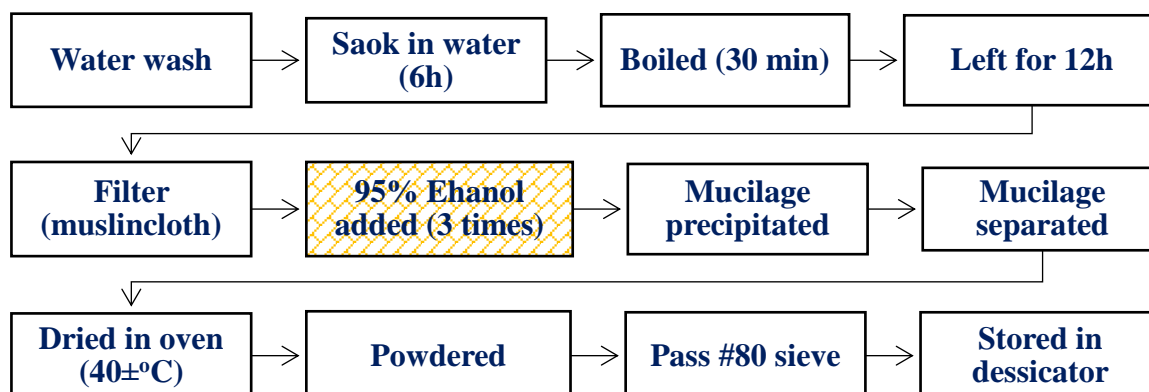 Water wash
Saok in water
(6h)
Boiled (30 min)
Left for 12h
Filter
(muslincloth)
95% Ehanol
added (3 times)
Mucilage
precipitated
Mucilage
separated
Dried in oven
(40±ᵒC)
Powdered
Pass #80 sieve
Stored in
dessicator